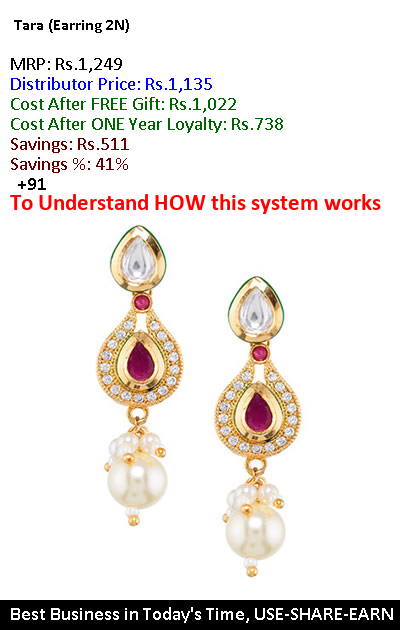 Tara (Earring 2N)
MRP: Rs.1,249
Distributor Price: Rs.1,135
Cost After FREE Gift: Rs.1,022
Cost After ONE Year Loyalty: Rs.738
Savings: Rs.511
Savings %: 41%
+91
To Understand HOW this system works
Best Business in Today's Time, USE-SHARE-EARN